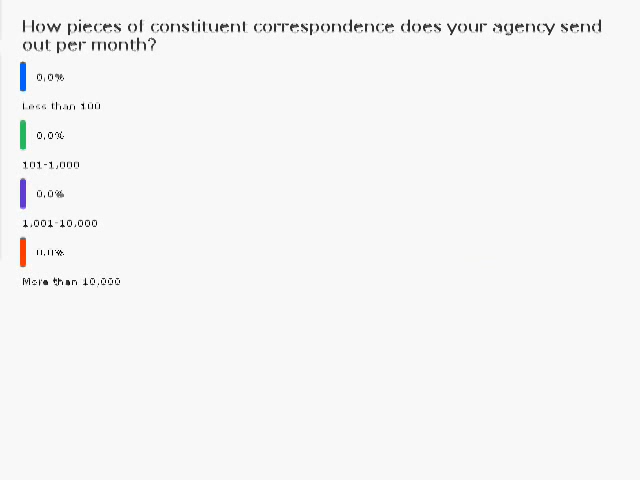 How pieces of constituent correspondence does your agency send
out per month?
0.0%
Less than 100
0.0%
101-1,000
0.0%
1,001-10,000
0.0%
More than 10,000